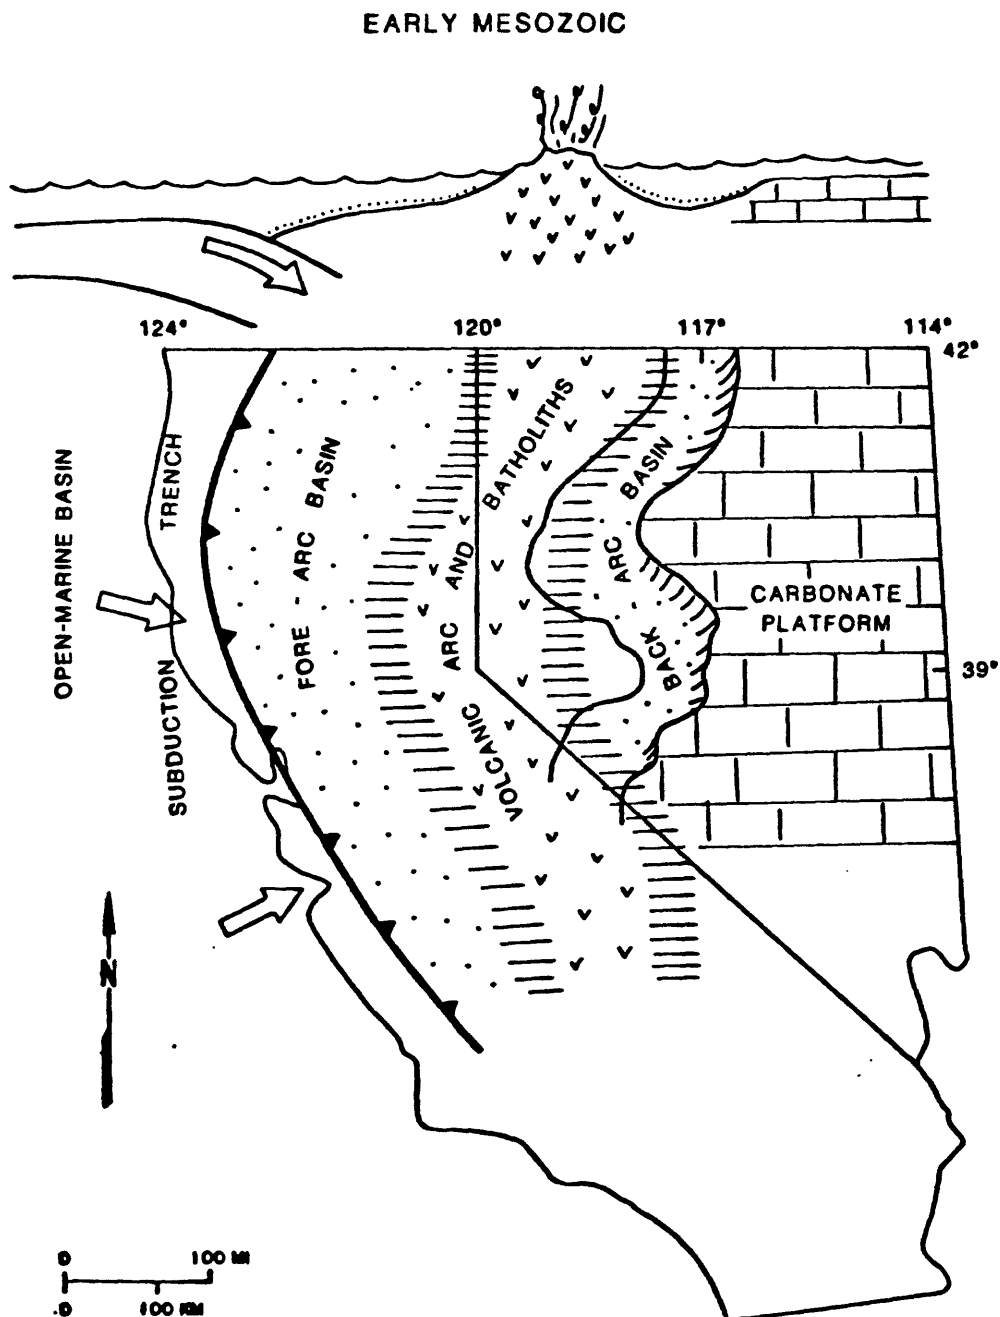 EARLY MESOZOIC
124° 120° 117° 114°
42°
OPEN-MARINE BASIN
SUBDUCTION TRENCH
FORE - ARC BASIN
VOLCANIC ARC AND BATHOLITHS
BACK ARC BASIN
CARBONATE
PLATFORM
39°
N
0 100 MI
0 100 KM